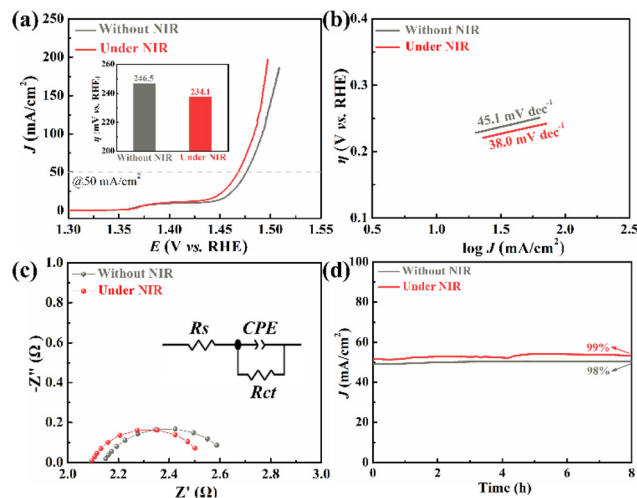 (a)
Without NIR
Under NIR
250
200
150
100
50
0
J (mA/cm²)
1.30
1.35
1.40
1.45
1.50
1.55
E (V vs. RHE)
@50 mA/cm²
260
240
220
200
η (mV vs. RHE)
246.5
234.1
Without NIR
Under NIR
(b)
Without NIR
Under NIR
0.4
0.3
0.2
0.1
η (V vs. RHE)
45.1 mV dec⁻¹
38.0 mV dec⁻¹
0.5
1.0
1.5
2.0
2.5
log J (mA/cm²)
(c)
Without NIR
Under NIR
1.0
0.8
0.6
0.4
0.2
0.0
-Z'' (Ω)
Rs
CPE
Rct
2.0
2.2
2.4
2.6
2.8
3.0
Z' (Ω)
(d)
Without NIR
Under NIR
100
80
60
40
20
0
J (mA/cm²)
99%
98%
0
2
4
6
8
Time (h)